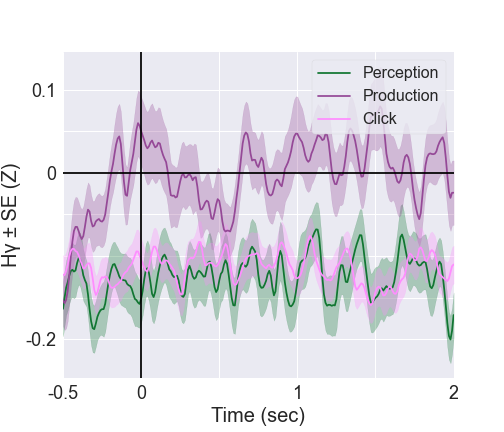 Perception
Production
Click
0.1
0
-0.2
Hγ ± SE (Z)
-0.5
0
1
2
Time (sec)